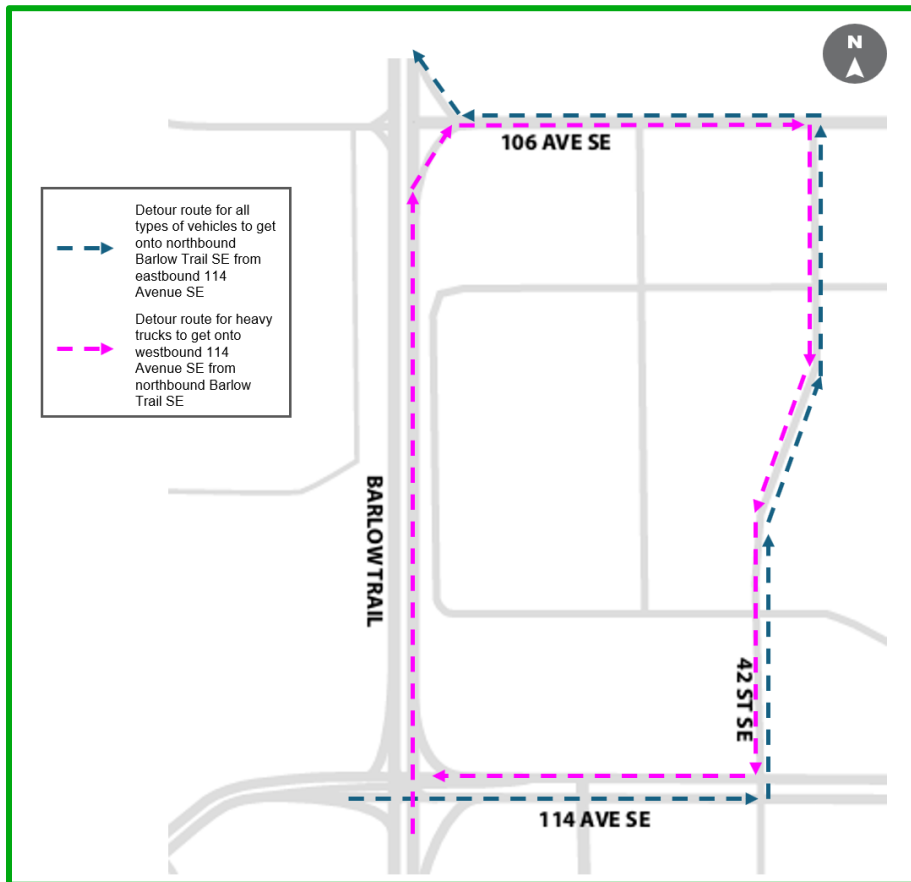 N
106 AVE SE
Detour route for all
types of vehicles to get
onto northbound
Barlow Trail SE from
eastbound 114
Avenue SE
Detour route for heavy
trucks to get onto
westbound 114
Avenue SE from
northbound Barlow
Trail SE
BARLOW TRAIL
42 ST SE
114 AVE SE